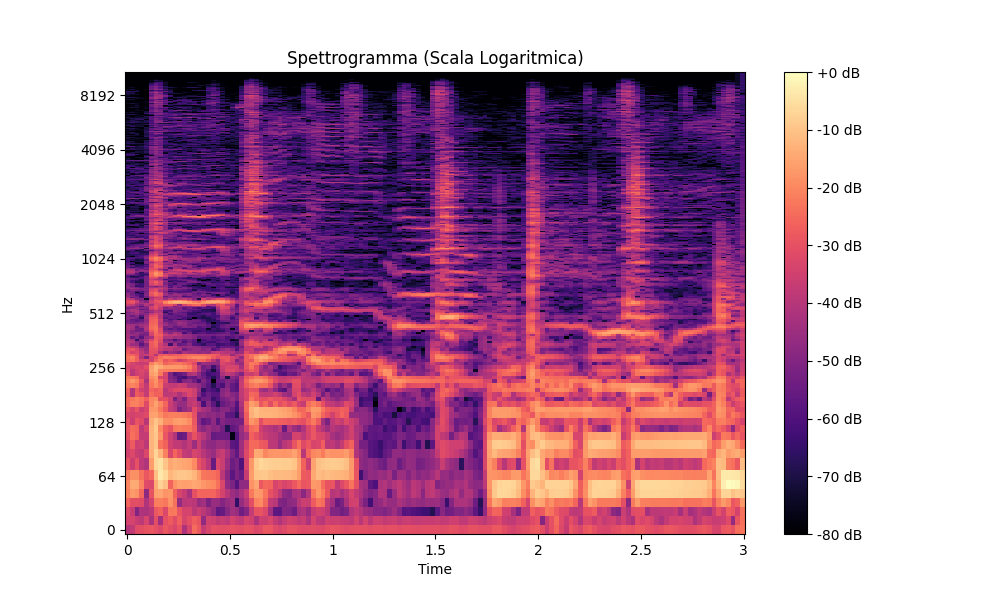 Spettrogramma (Scala Logaritmica)
8192
4096
2048
1024
512
256
128
64
0
Hz
0
0.5
1
1.5
2
2.5
3
Time
+0 dB
-10 dB
-20 dB
-30 dB
-40 dB
-50 dB
-60 dB
-70 dB
-80 dB